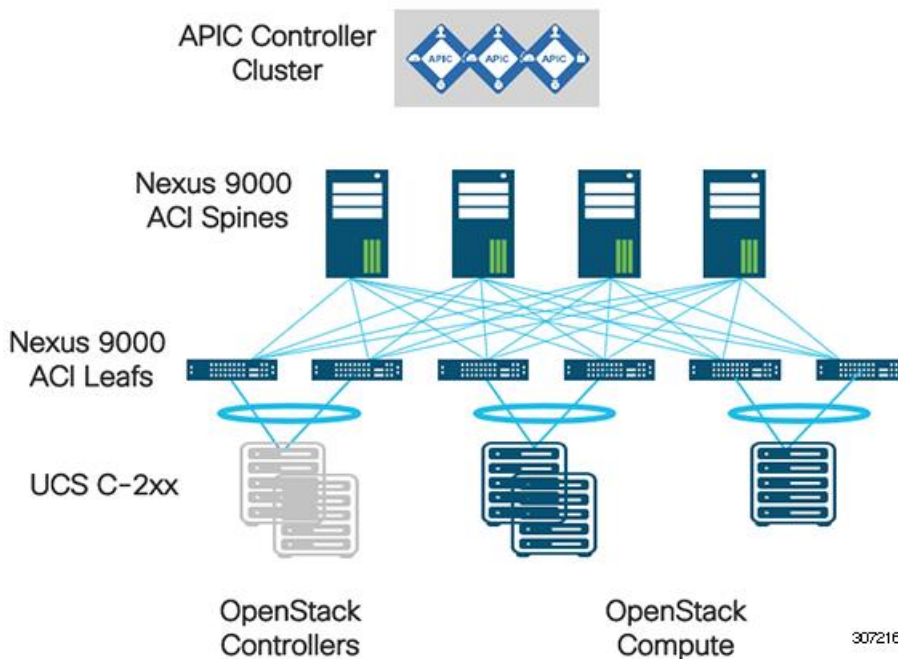 APIC Controller
Cluster
APIC APIC APIC
Nexus 9000
ACI Spines
Nexus 9000
ACI Leafs
UCS C-2xx
OpenStack
Controllers
OpenStack
Compute
307216